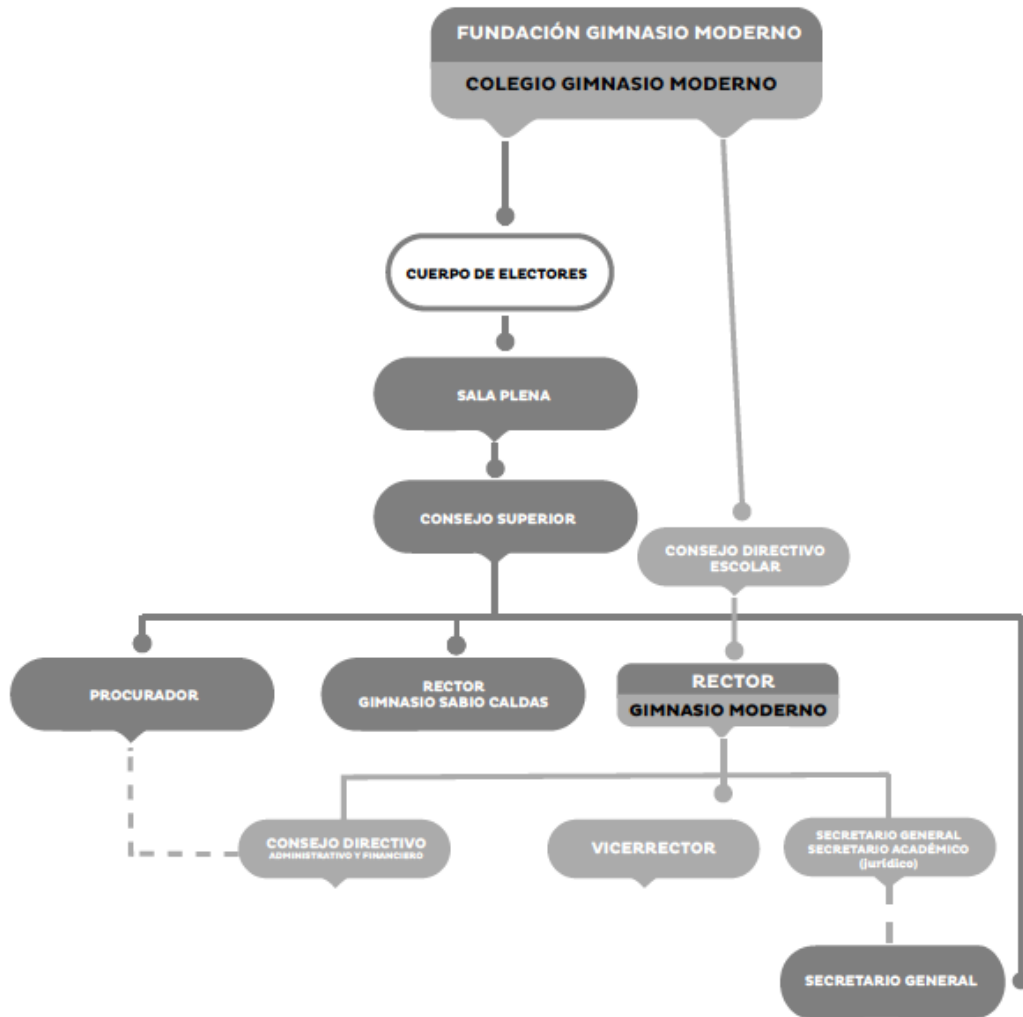 FUNDACIÓN GIMNASIO MODERNO
COLEGIO GIMNASIO MODERNO
CUERPO DE ELECTORES
SALA PLENA
CONSEJO SUPERIOR
CONSEJO DIRECTIVO
ESCOLAR
PROCURADOR
RECTOR
GIMNASIO SABIO CALDAS
RECTOR
GIMNASIO MODERNO
CONSEJO DIRECTIVO
ADMINISTRATIVO Y FINANCIERO
VICERRECTOR
SECRETARIO GENERAL
SECRETARIO ACADÉMICO
(jurídico)
SECRETARIO GENERAL